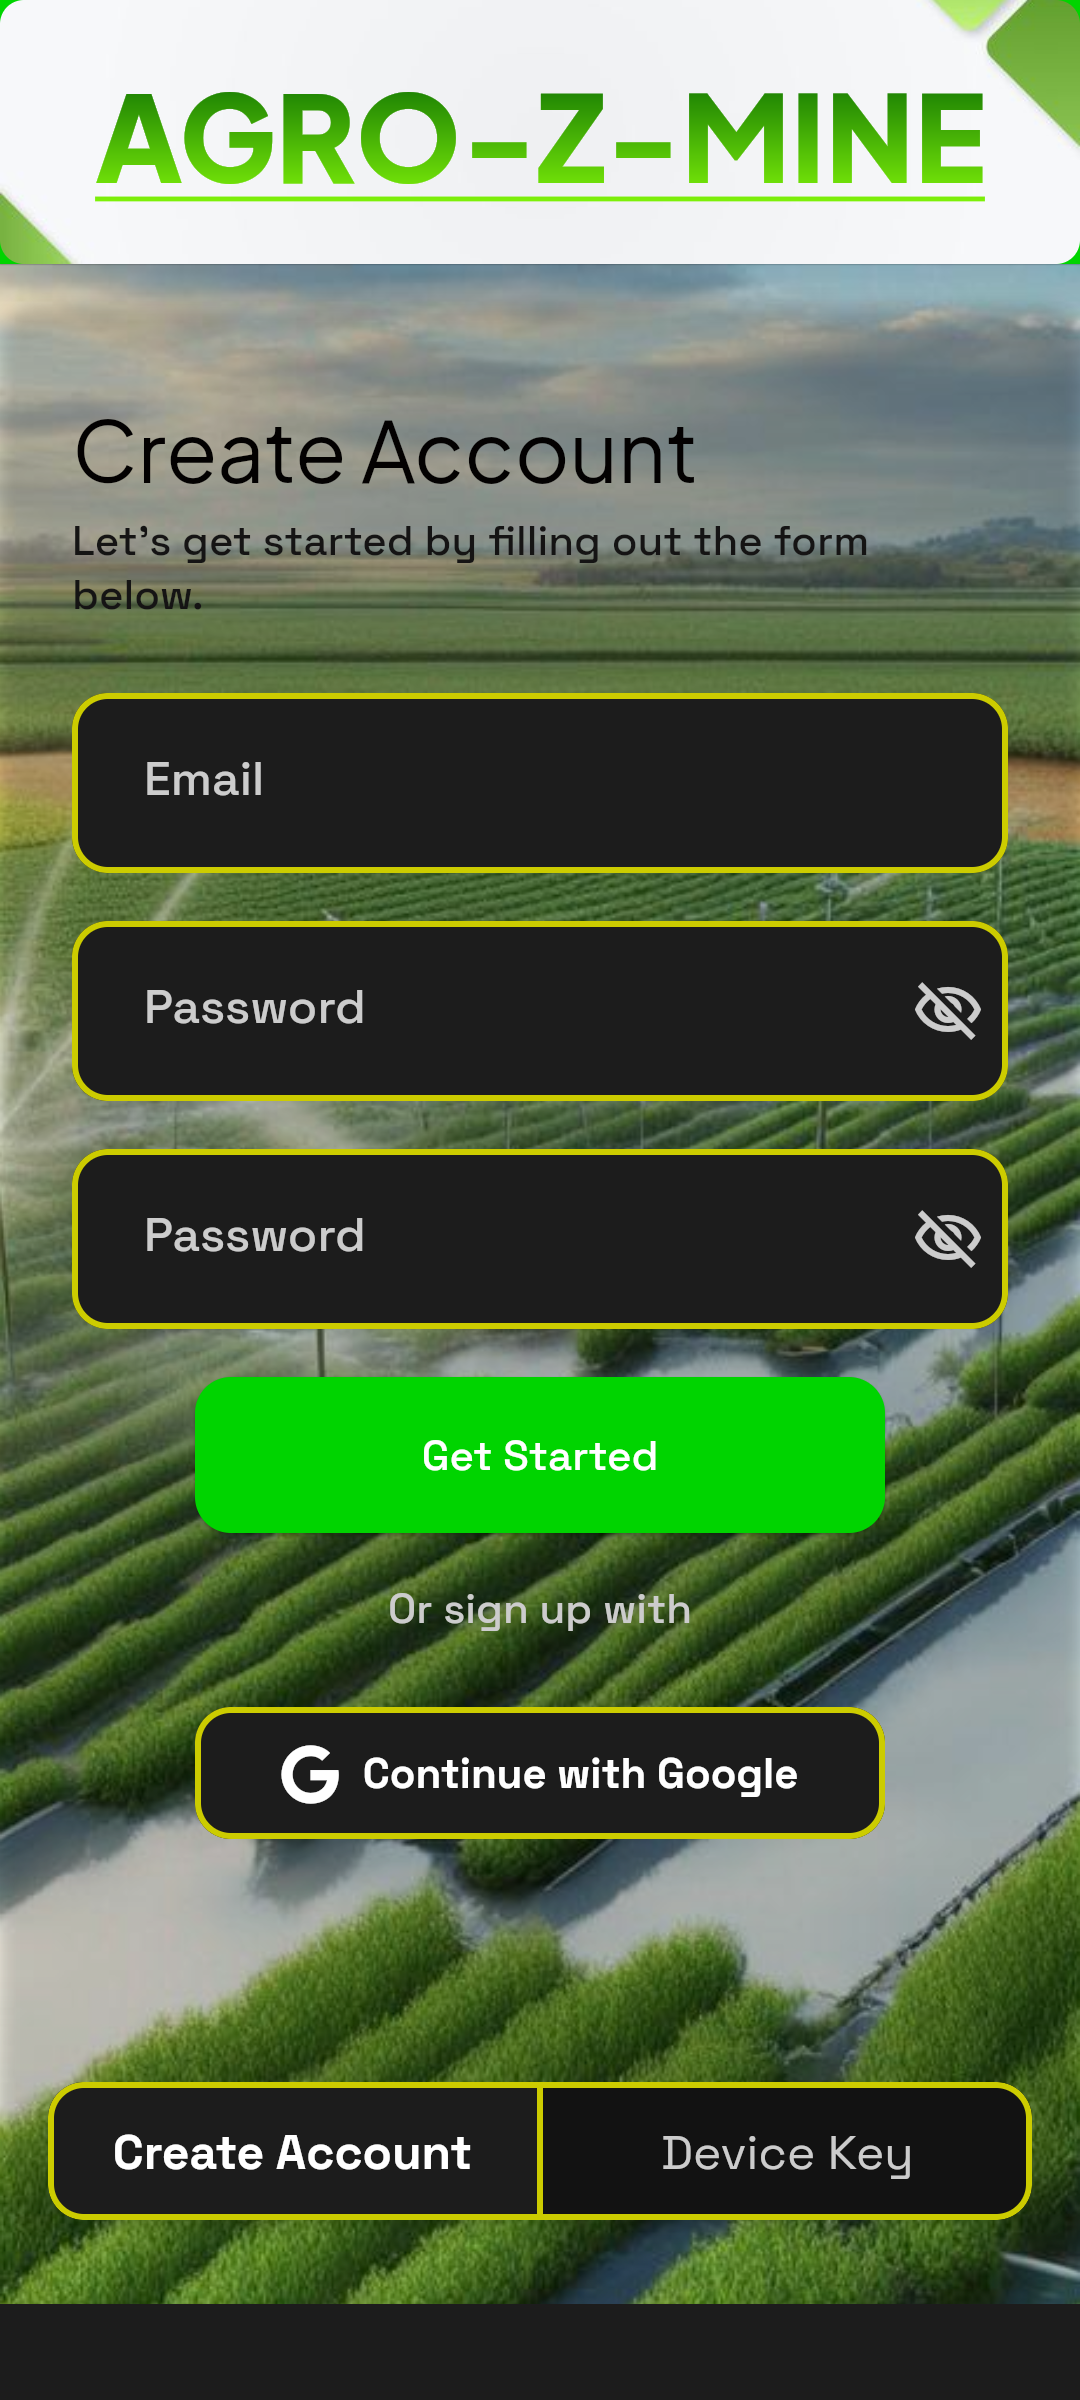 AGRO-Z-MINE
Create Account
Let's get started by filling out the form
below.
Email
Password
Password
Get Started
Or sign up with
Continue with Google
Create Account
Device Key